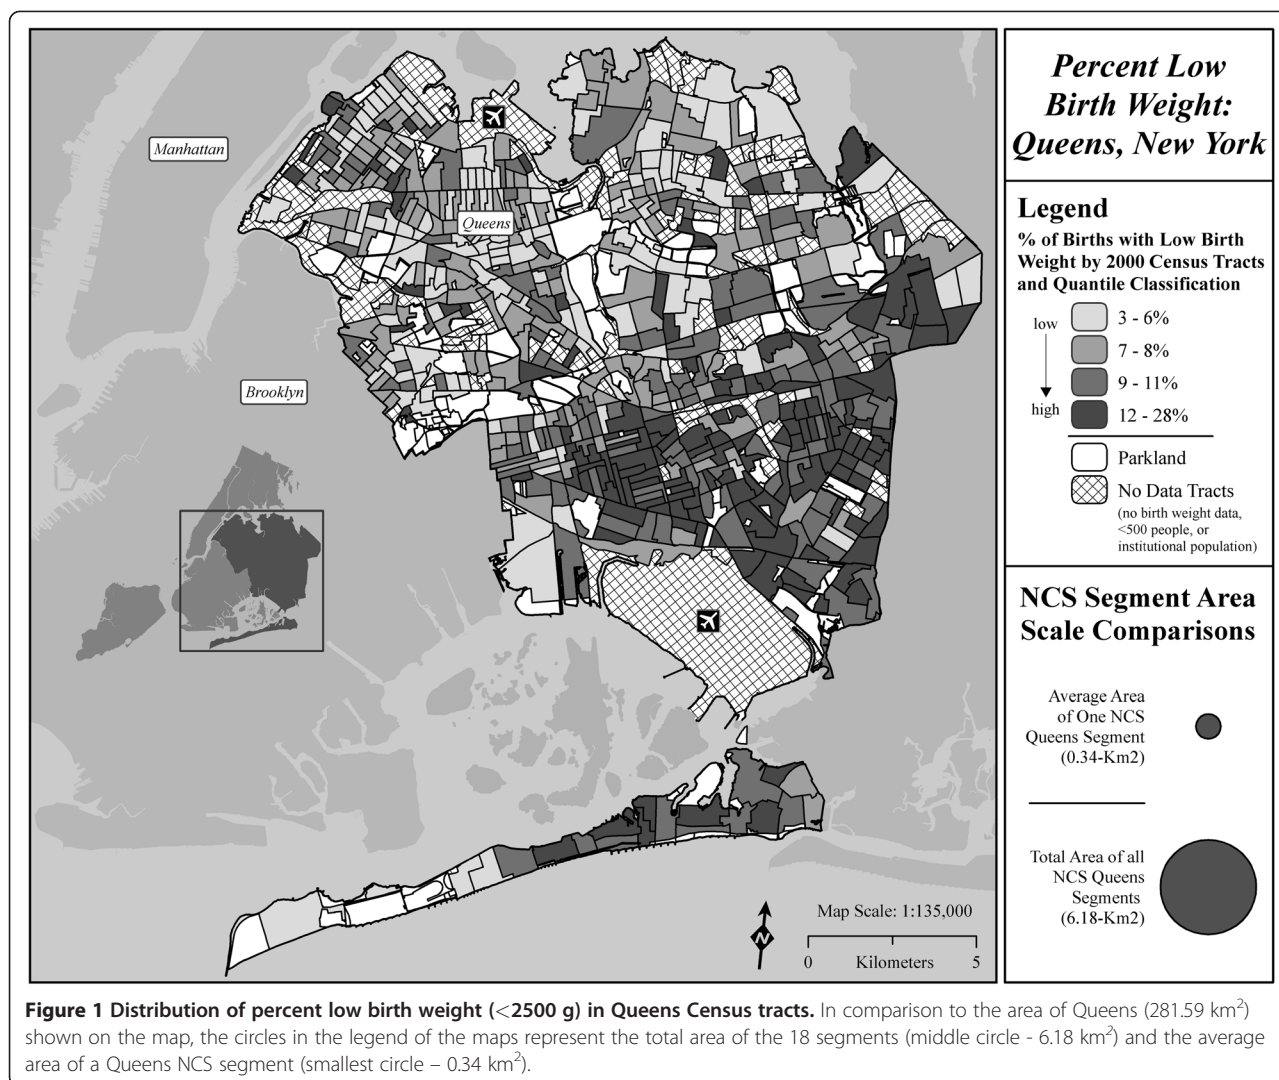 Manhattan
Queens
Brooklyn
N
Map Scale: 1:135,000
0 Kilometers 5
Percent Low
Birth Weight:
Queens, New York
Legend
% of Births with Low Birth
Weight by 2000 Census Tracts
and Quantile Classification
low
high
3 - 6%
7 - 8%
9 - 11%
12 - 28%
Parkland
No Data Tracts
(no birth weight data,
<500 people, or
institutional population)
NCS Segment Area
Scale Comparisons
Average Area
of One NCS
Queens Segment
(0.34-Km2)
Total Area of all
NCS Queens
Segments
(6.18-Km2)
Figure 1 Distribution of percent low birth weight (<2500 g) in Queens Census tracts. In comparison to the area of Queens (281.59 km²)
shown on the map, the circles in the legend of the maps represent the total area of the 18 segments (middle circle - 6.18 km²) and the average
area of a Queens NCS segment (smallest circle – 0.34 km²).